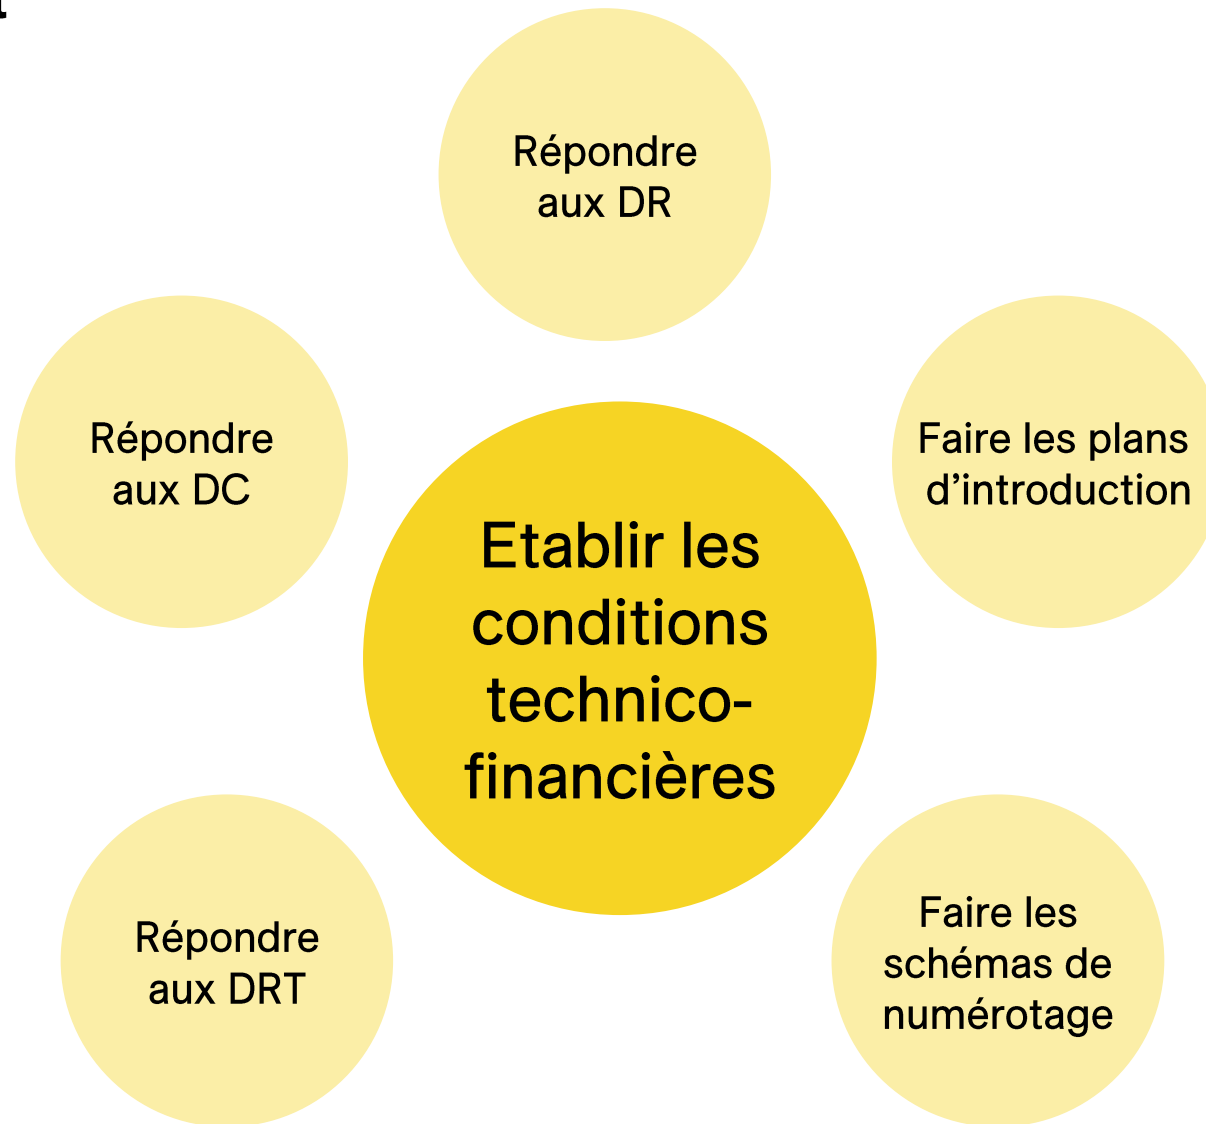 Répondre
aux DR
Répondre
aux DC
Faire les plans
d’introduction
Etablir les
conditions
technico-
financières
Répondre
aux DRT
Faire les
schémas de
numérotage